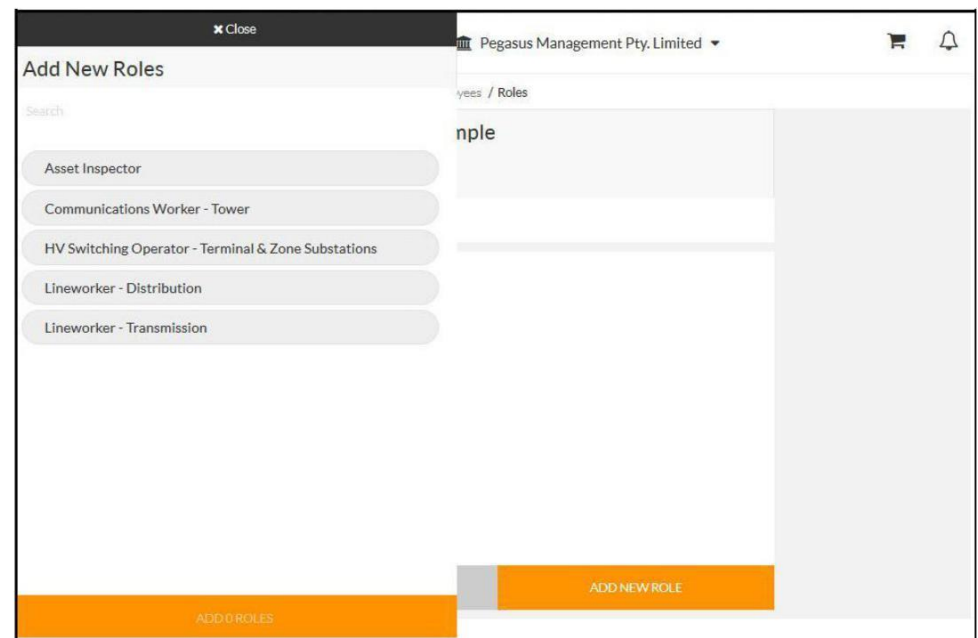 ✖ Close
Add New Roles
Search
Asset Inspector
Communications Worker - Tower
HV Switching Operator - Terminal & Zone Substations
Lineworker - Distribution
Lineworker - Transmission
ADD 0 ROLES
Pegasus Management Pty. Limited
yees / Roles
mple
ADD NEW ROLE